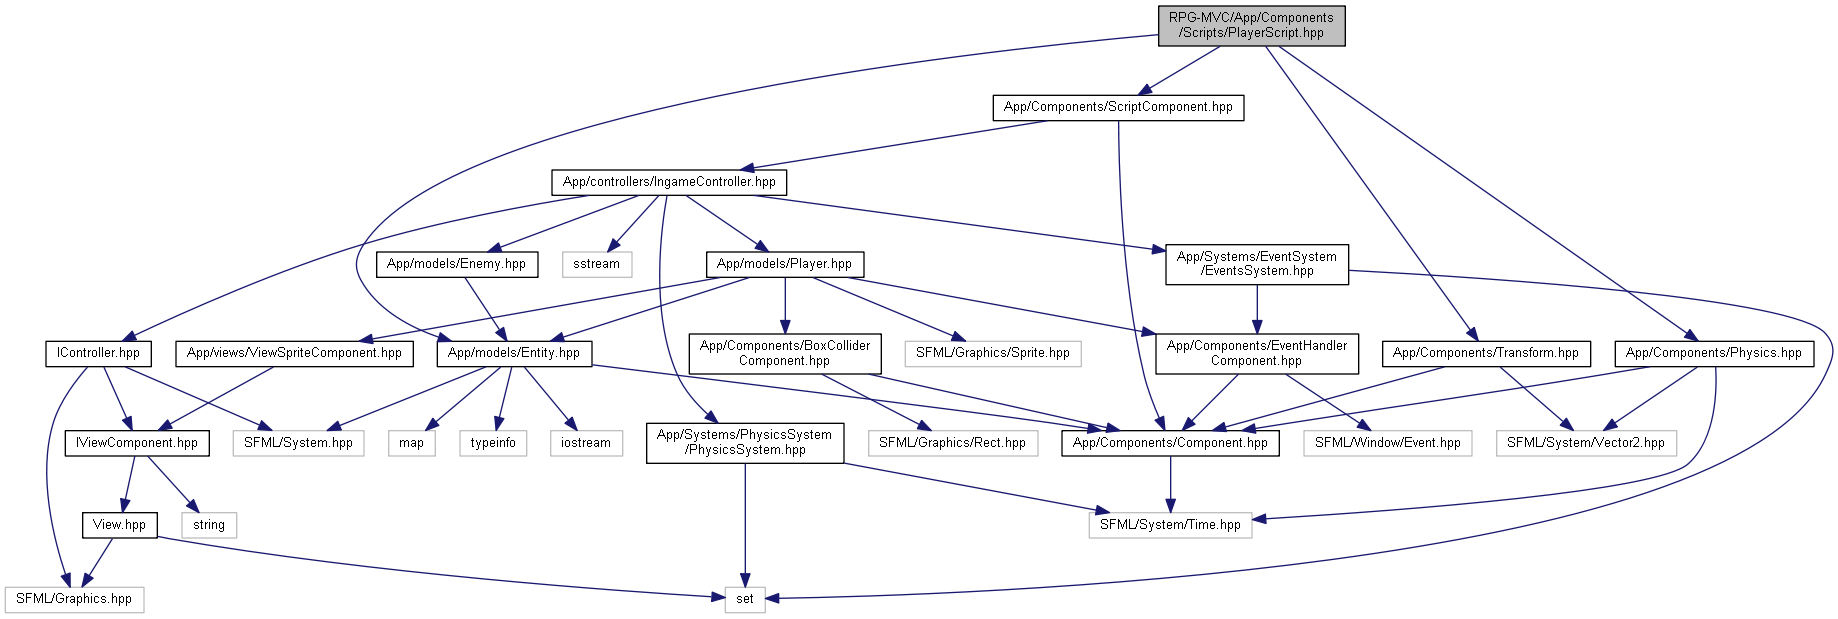 RPG-MVC/App/Components
/Scripts/PlayerScript.hpp
App/Components/ScriptComponent.hpp
App/controllers/IngameController.hpp
App/models/Enemy.hpp
sstream
App/models/Player.hpp
App/Systems/EventSystem
/EventsSystem.hpp
IController.hpp
App/views/ViewSpriteComponent.hpp
App/models/Entity.hpp
App/Components/BoxCollider
Component.hpp
SFML/Graphics/Sprite.hpp
App/Components/EventHandler
Component.hpp
App/Components/Transform.hpp
App/Components/Physics.hpp
IViewComponent.hpp
SFML/System.hpp
map
typeinfo
iostream
App/Systems/PhysicsSystem
/PhysicsSystem.hpp
SFML/Graphics/Rect.hpp
App/Components/Component.hpp
SFML/Window/Event.hpp
SFML/System/Vector2.hpp
View.hpp
string
SFML/System/Time.hpp
SFML/Graphics.hpp
set